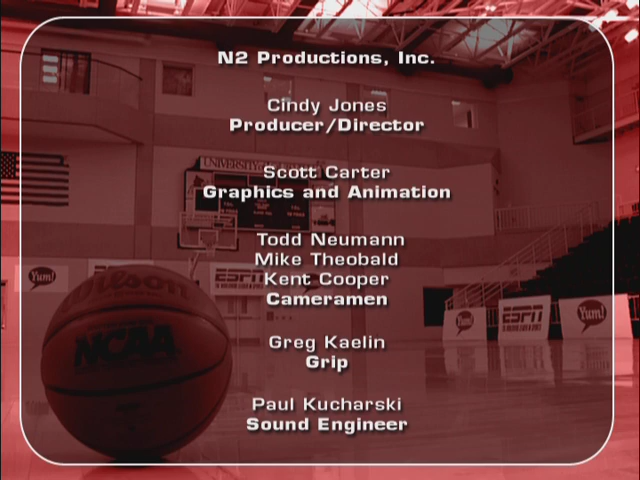 N2 Productions, Inc.
Cindy Jones
Producer/Director
Scott Carter
Graphics and Animation
Todd Neumann
Mike Theobald
Kent Cooper
Cameramen
Greg Kaelin
Grip
Paul Kucharski
Sound Engineer
UNIVERSITY
Yum!
ESPN
Wilson
NCAA
Yum!
ESPN
Yum!